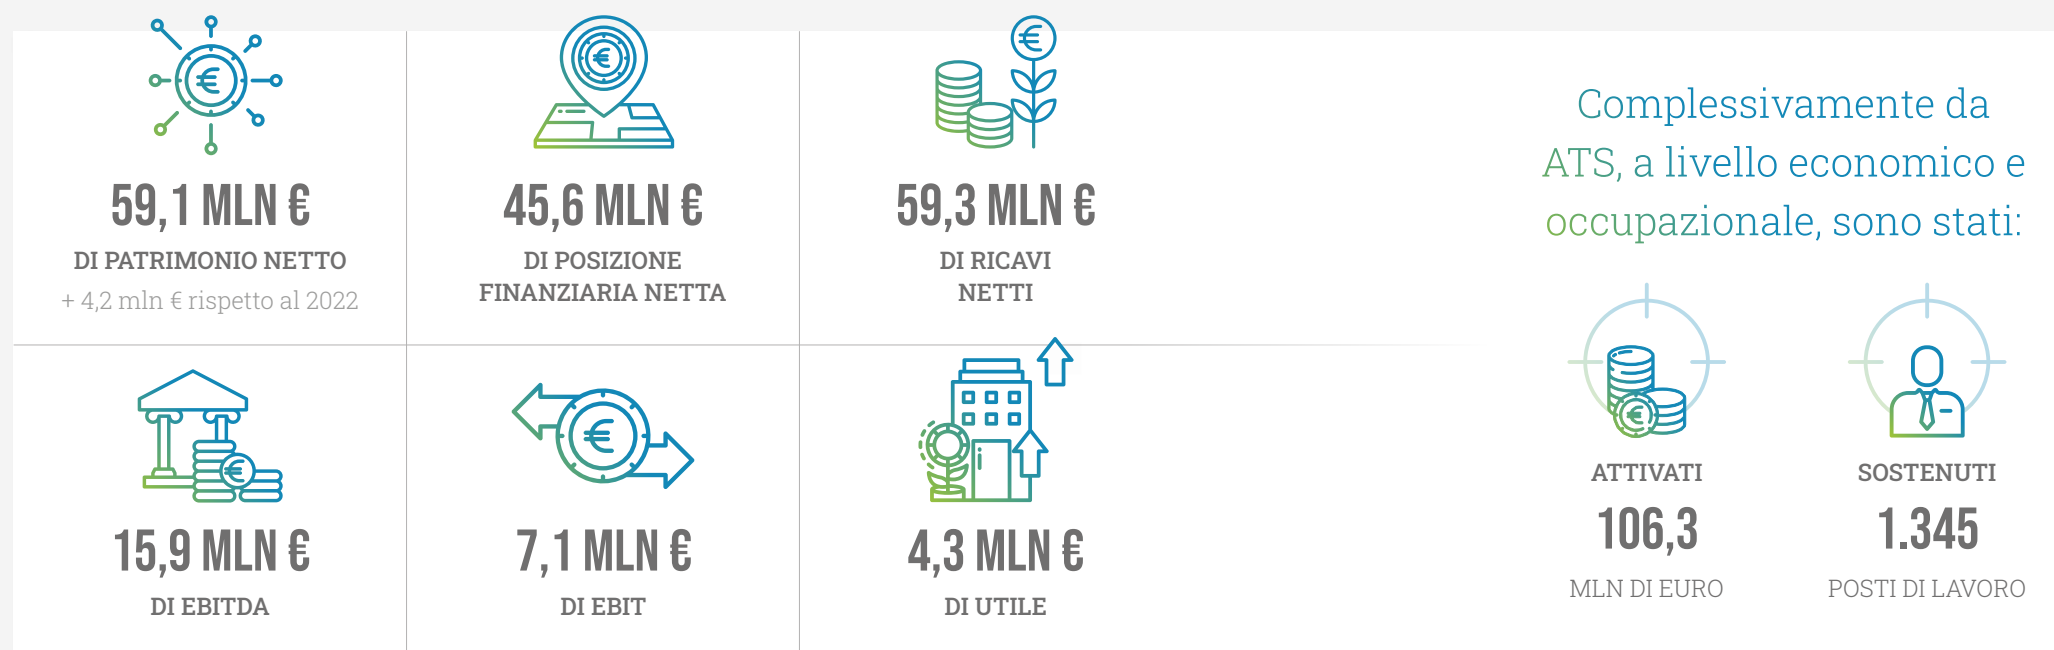 59,1 MLN €
DI PATRIMONIO NETTO
+ 4,2 mln € rispetto al 2022
45,6 MLN €
DI POSIZIONE
FINANZIARIA NETTA
59,3 MLN €
DI RICAVI
NETTI
15,9 MLN €
DI EBITDA
7,1 MLN €
DI EBIT
4,3 MLN €
DI UTILE
Complessivamente da
ATS, a livello economico e
occupazionale, sono stati:
ATTIVATI
106,3
MLN DI EURO
SOSTENUTI
1.345
POSTI DI LAVORO